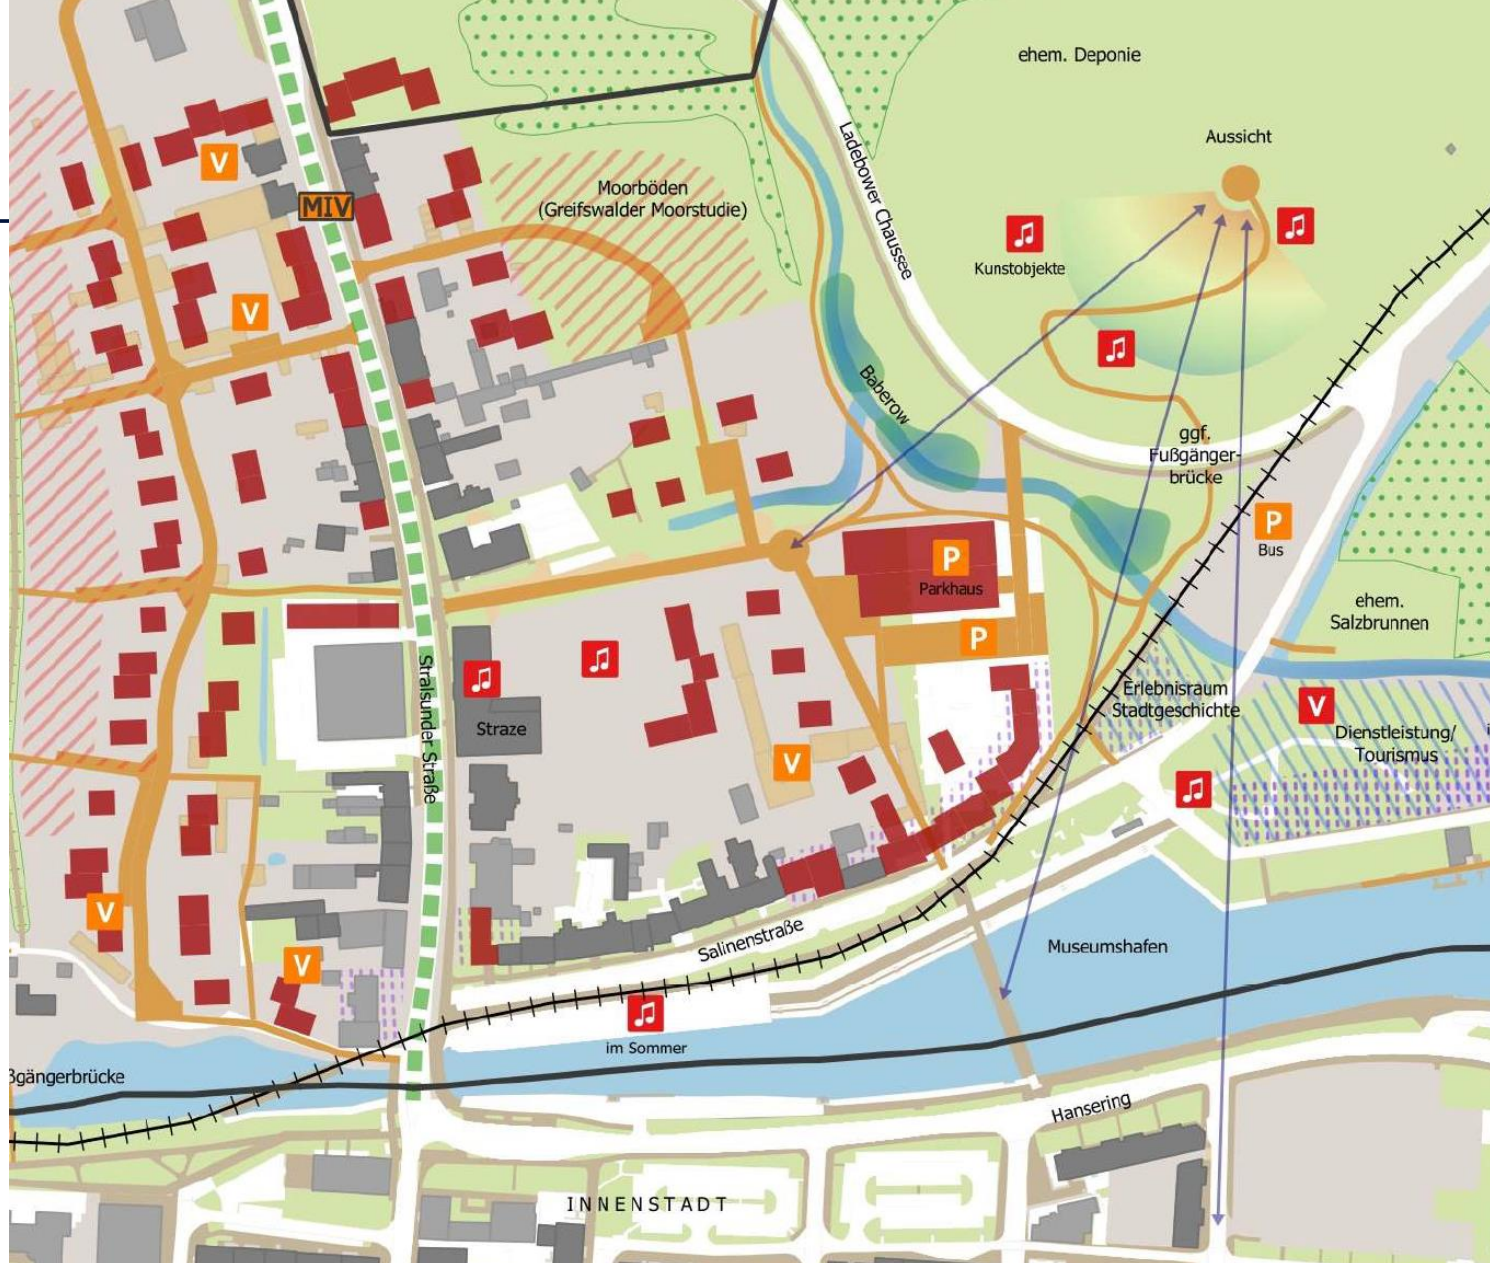 ehem. Deponie
Aussicht
Ladebower Chaussee
V
MIV
Moorböden
(Greifswalder Moorstudie)
Kunstobjekte
V
Baberow
ggf.
Fußgänger-
brücke
P
Bus
P
Parkhaus
ehem.
Salzbrunnen
P
Stralsunder Straße
Straze
Erlebnisraum
Stadtgeschichte
V
Dienstleistung/
Tourismus
V
V
V
Salinenstraße
Museumshafen
im Sommer
ßgängerbrücke
Hansering
INNENSTADT